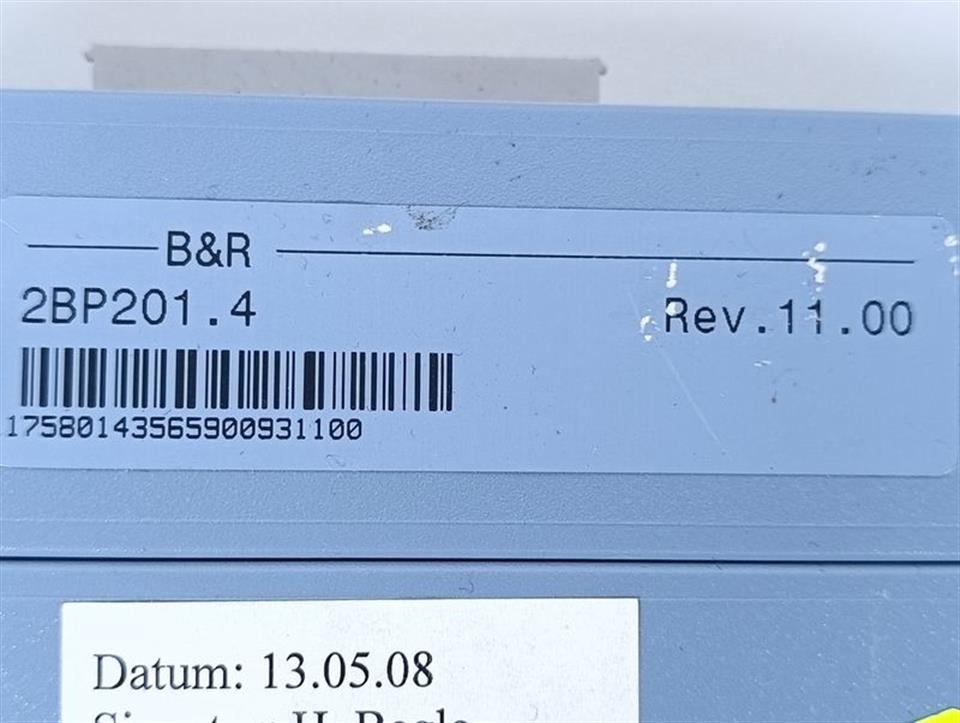 B&R
2BP201.4
Rev.11.00
17580143565900931100
Datum: 13.05.08